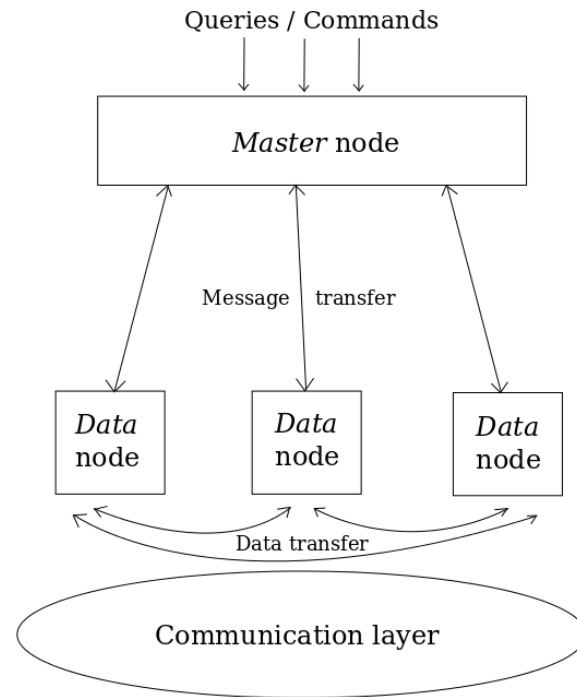 Queries / Commands
Master node
Message transfer
Data
node
Data
node
Data
node
Data transfer
Communication layer